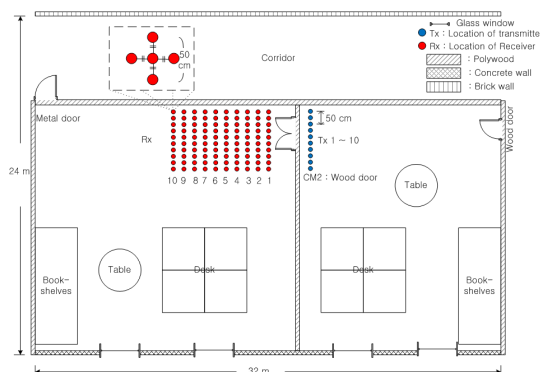 Glass window
Tx : Location of transmitte
Rx : Location of Receiver
: Polywood
: Concrete wall
: Brick wall
50
cm
Corridor
Metal door
Rx
50 cm
Tx 1 ~ 10
Wood door
10 9 8 7 6 5 4 3 2 1
CM2 : Wood door
24 m
Table
Table
Desk
Desk
Book-
shelves
Book-
shelves
32 m